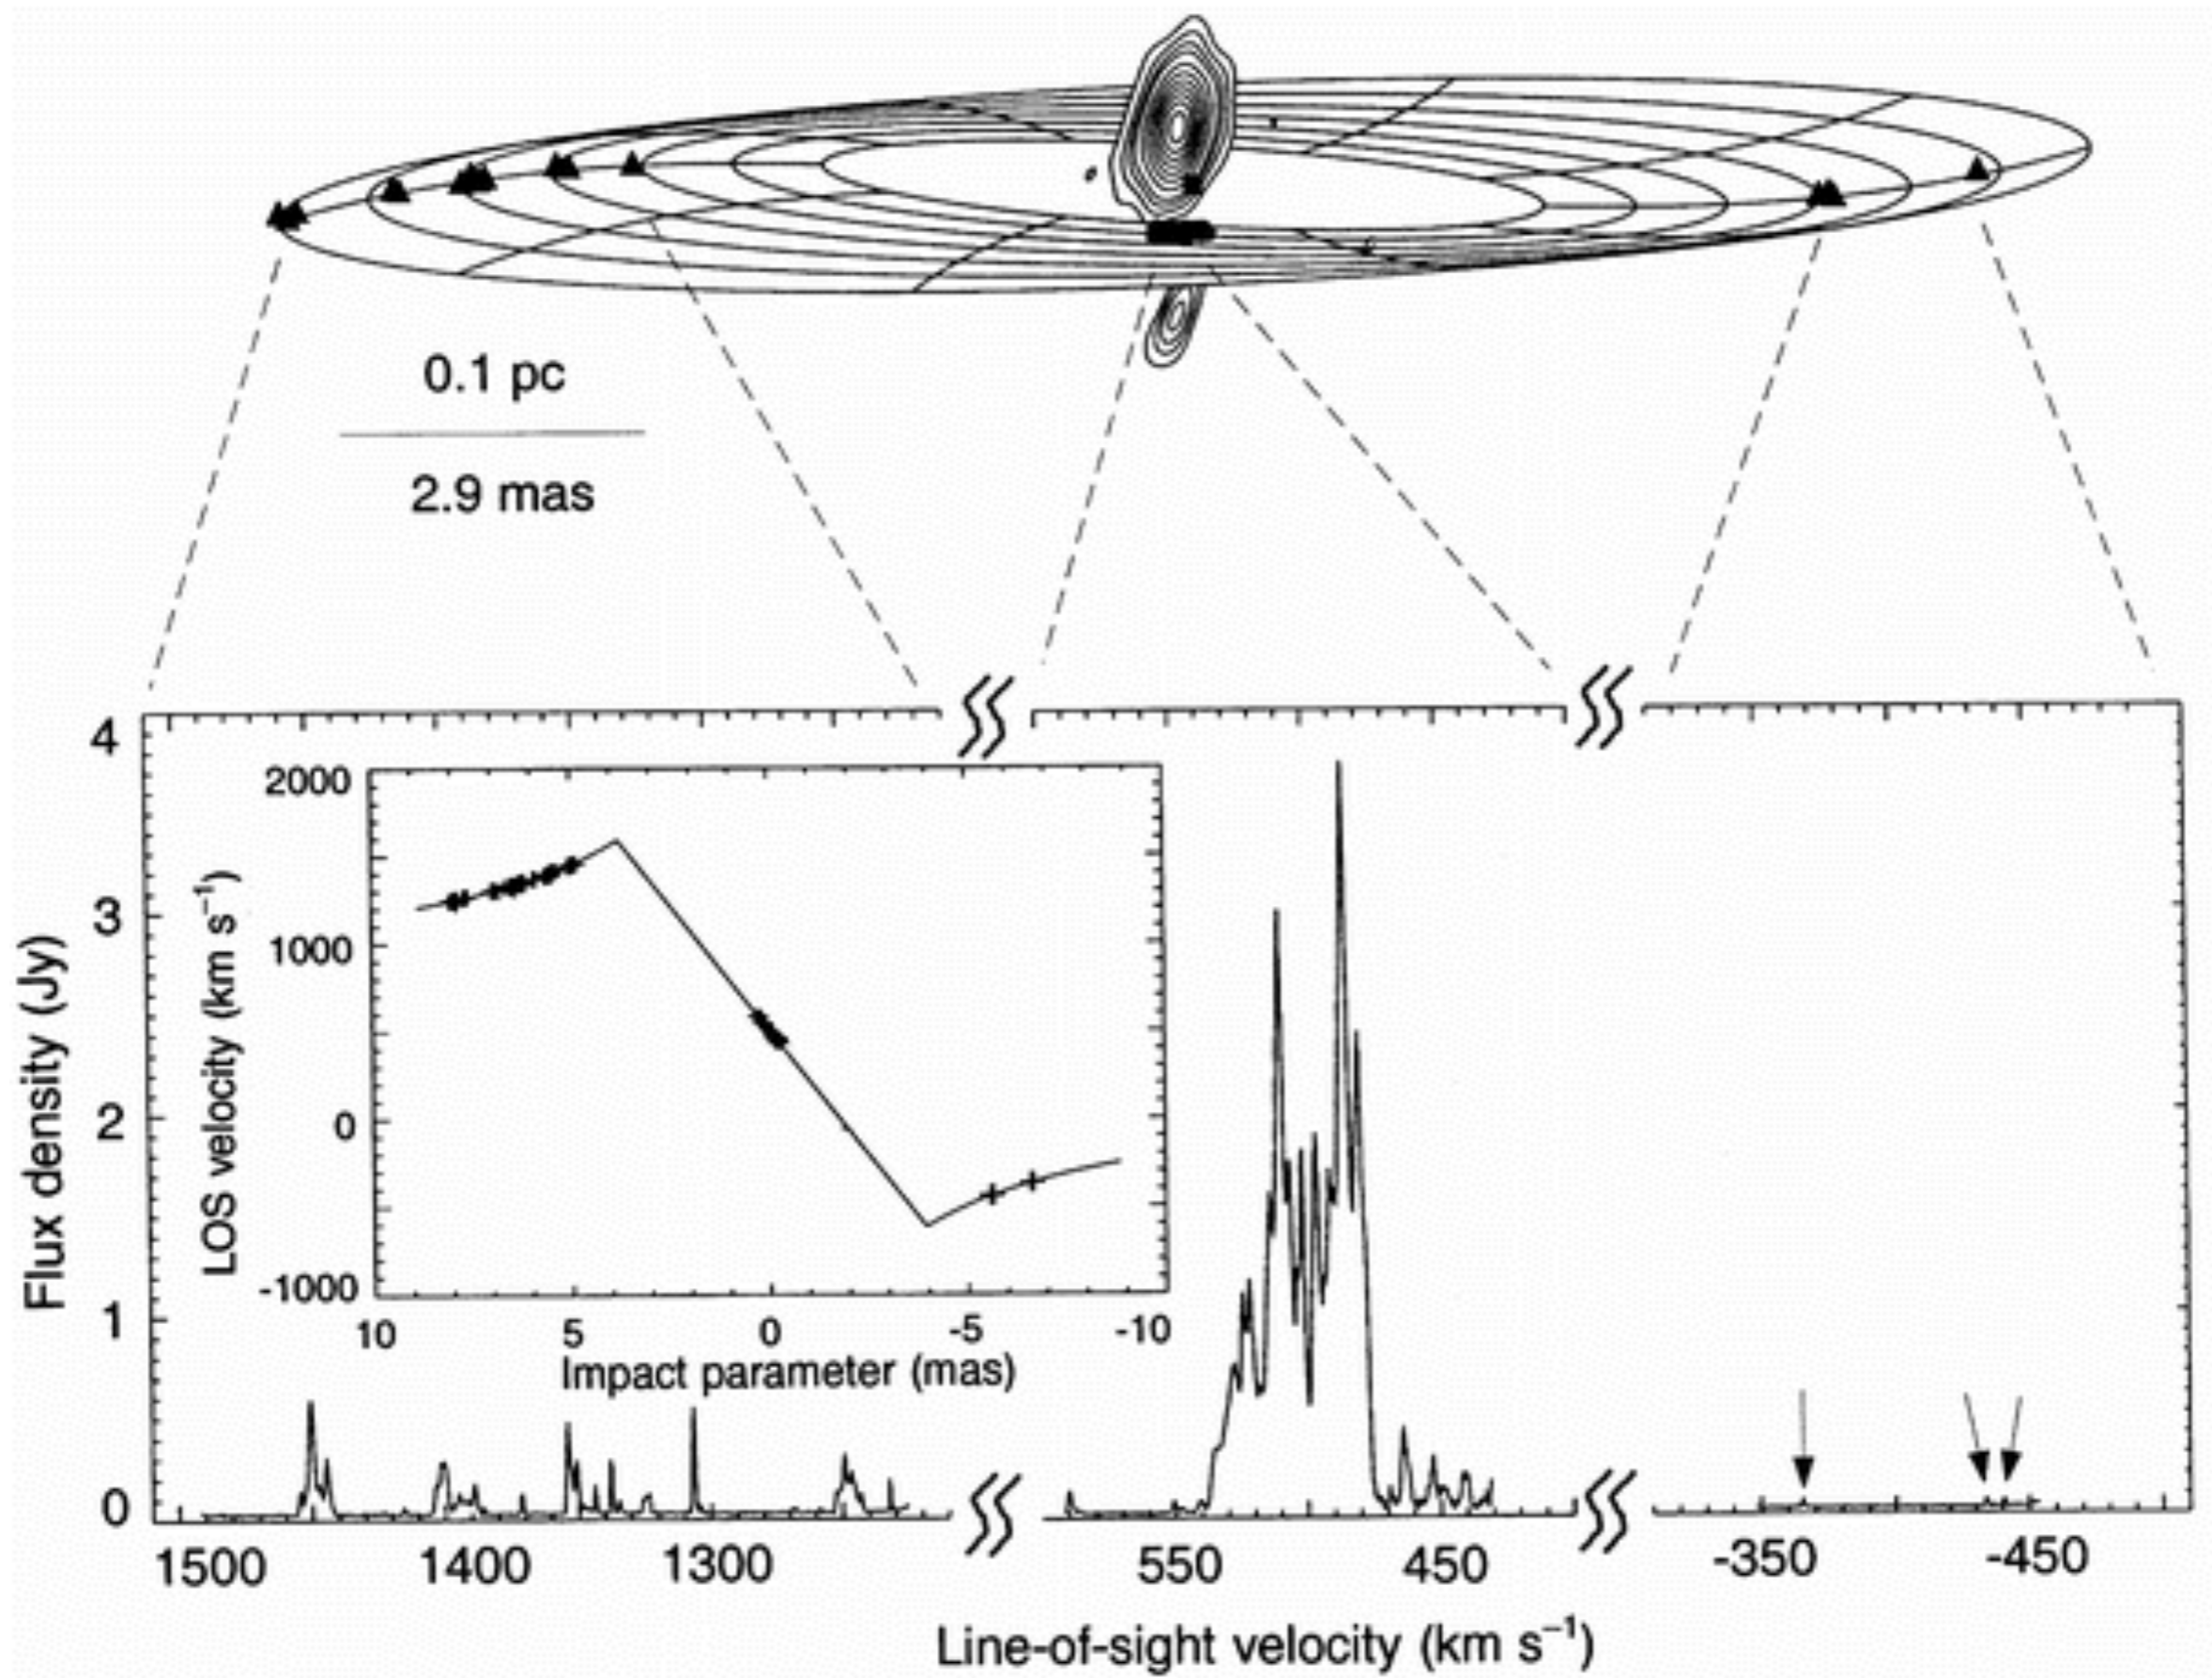 0.1 pc
2.9 mas
4
3
2
1
0
Flux density (Jy)
2000
1000
0
-1000
LOS velocity (km s⁻¹)
10 5 0 -5 -10
Impact parameter (mas)
1500 1400 1300 550 450 -350 -450
Line-of-sight velocity (km s⁻¹)